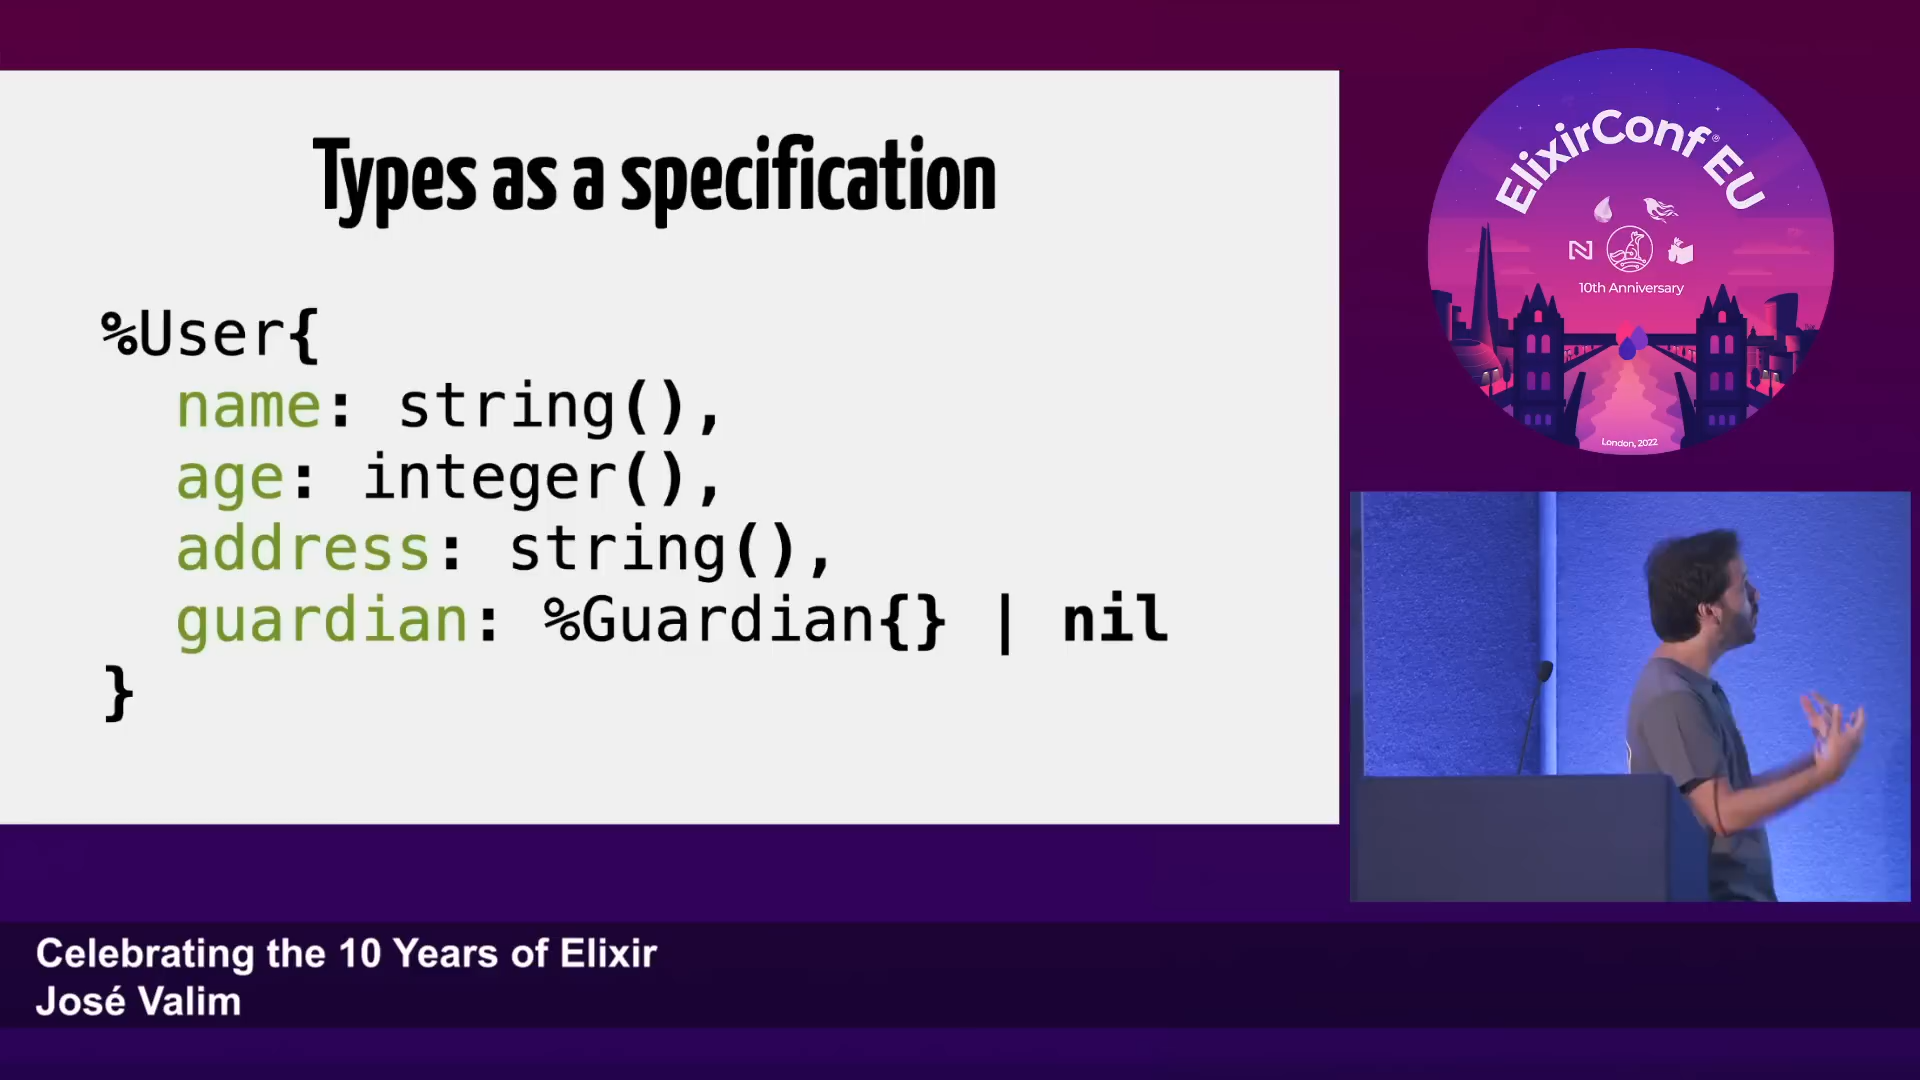 Types as a specification
%User{
  name: string(),
  age: integer(),
  address: string(),
  guardian: %Guardian{} | nil
}
ElixirConf® EU
N
10th Anniversary
London, 2022
Celebrating the 10 Years of Elixir
José Valim